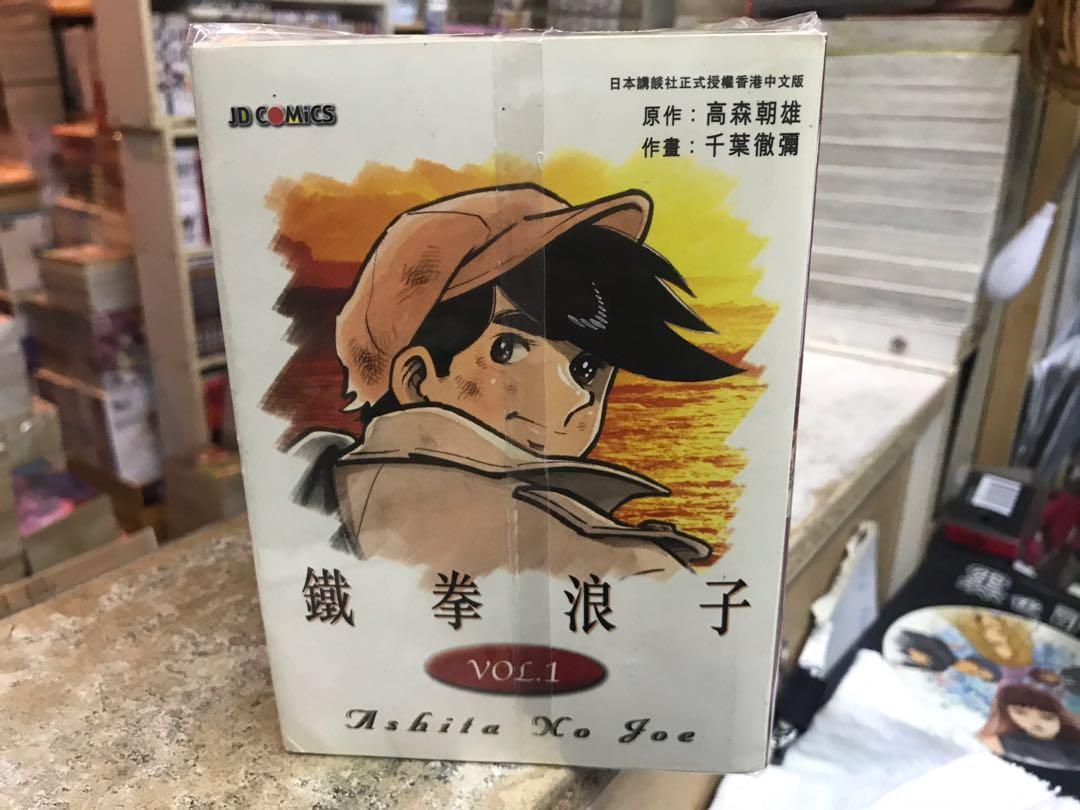 JD COMiCS
日本講談社正式授權香港中文版
原作：高森朝雄
作畫：千葉徹彌
鐵拳浪子
VOL.1
Ashita No Joe